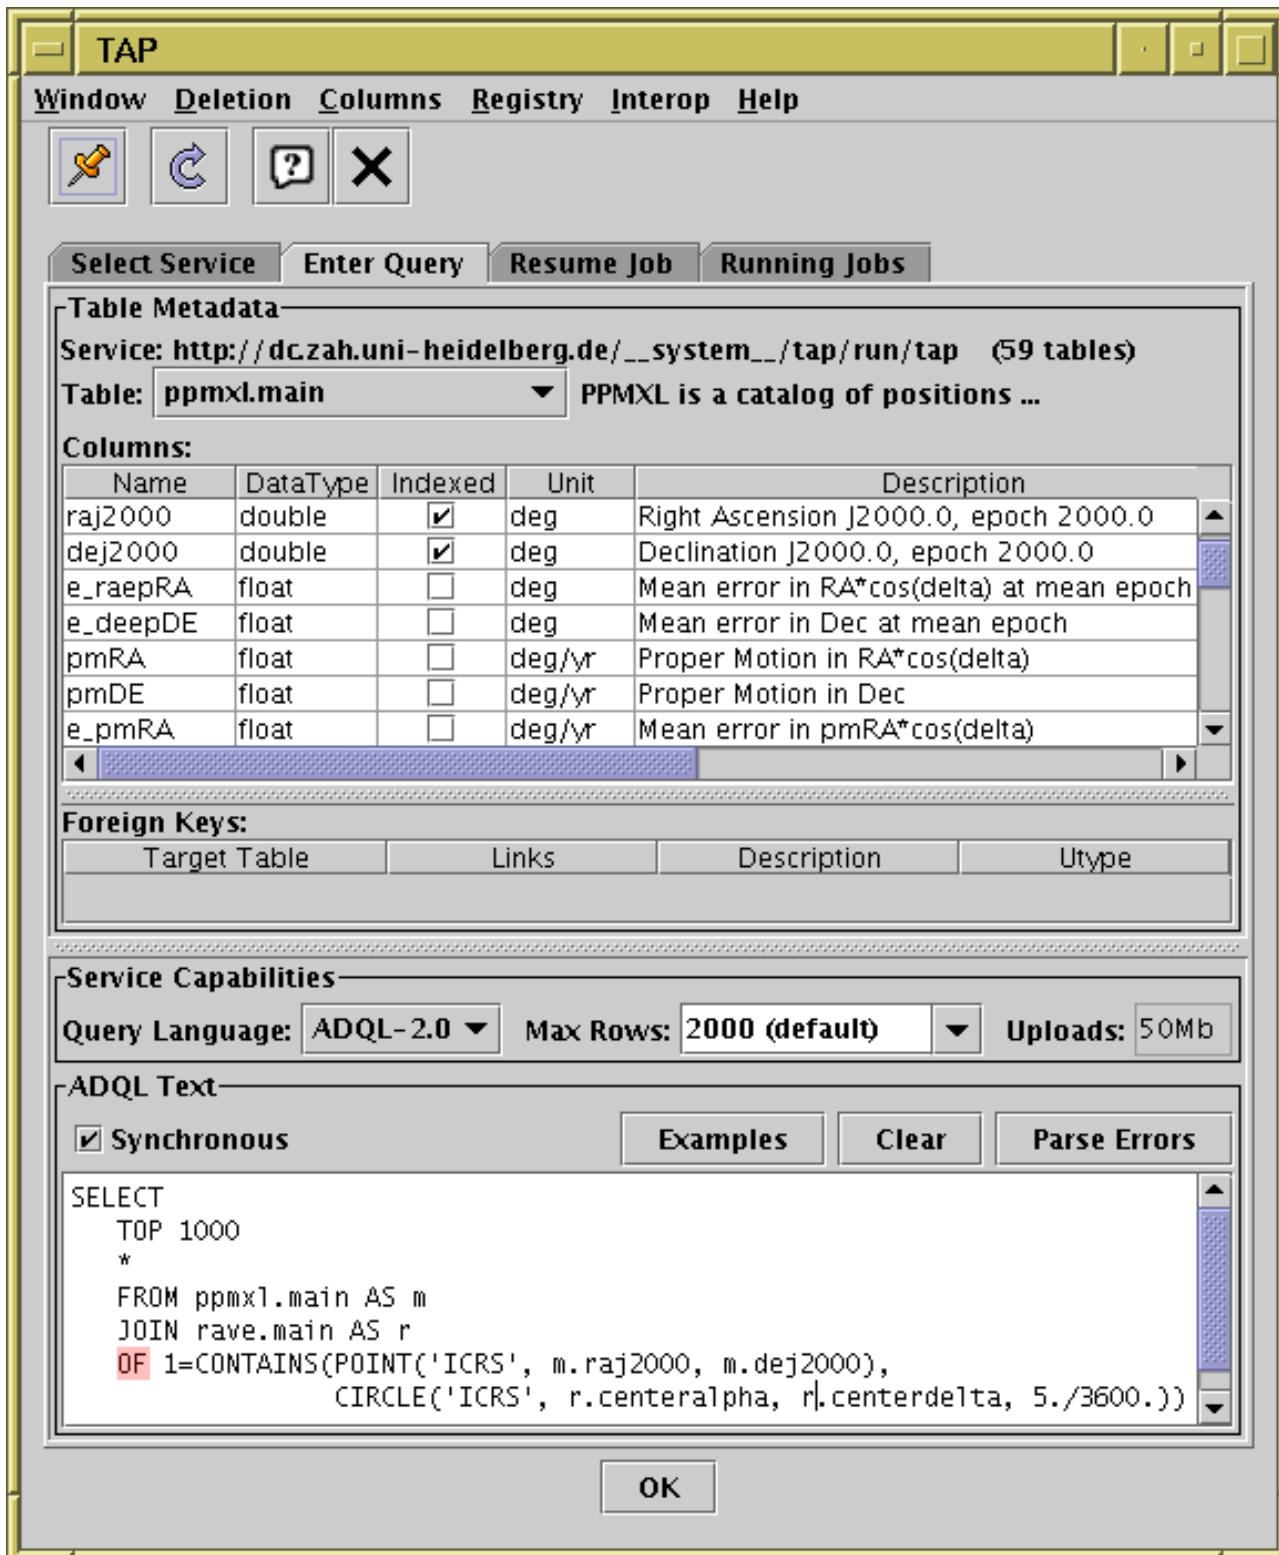 TAP
Window Deletion Columns Registry Interop Help
Select Service Enter Query Resume Job Running Jobs
Table Metadata
Service: http://dc.zah.uni-heidelberg.de/__system__/tap/run/tap (59 tables)
Table: ppmxl.main PPMXL is a catalog of positions ...
Columns:
Name DataType Indexed Unit Description
raj2000 double deg Right Ascension J2000.0, epoch 2000.0
dej2000 double deg Declination J2000.0, epoch 2000.0
e_raepRA float deg Mean error in RA*cos(delta) at mean epoch
e_deepDE float deg Mean error in Dec at mean epoch
pmRA float deg/yr Proper Motion in RA*cos(delta)
pmDE float deg/yr Proper Motion in Dec
e_pmRA float deg/yr Mean error in pmRA*cos(delta)
Foreign Keys:
Target Table Links Description Utype
Service Capabilities
Query Language: ADQL-2.0 Max Rows: 2000 (default) Uploads: 50Mb
ADQL Text
Synchronous Examples Clear Parse Errors
SELECT
TOP 1000
*
FROM ppmxl.main AS m
JOIN rave.main AS r
OF 1=CONTAINS(POINT('ICRS', m.raj2000, m.dej2000),
CIRCLE('ICRS', r.centeralpha, r.centerdelta, 5./3600.))
OK